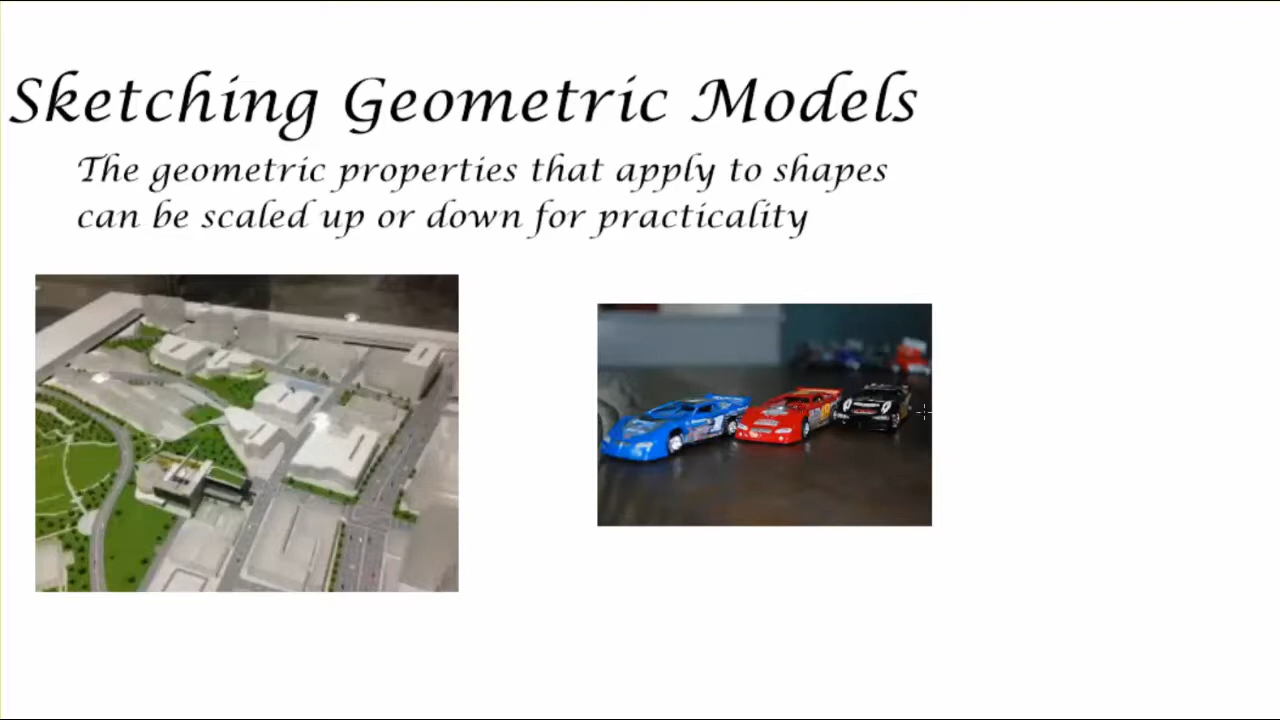 Sketching Geometric Models
The geometric properties that apply to shapes
can be scaled up or down for practicality